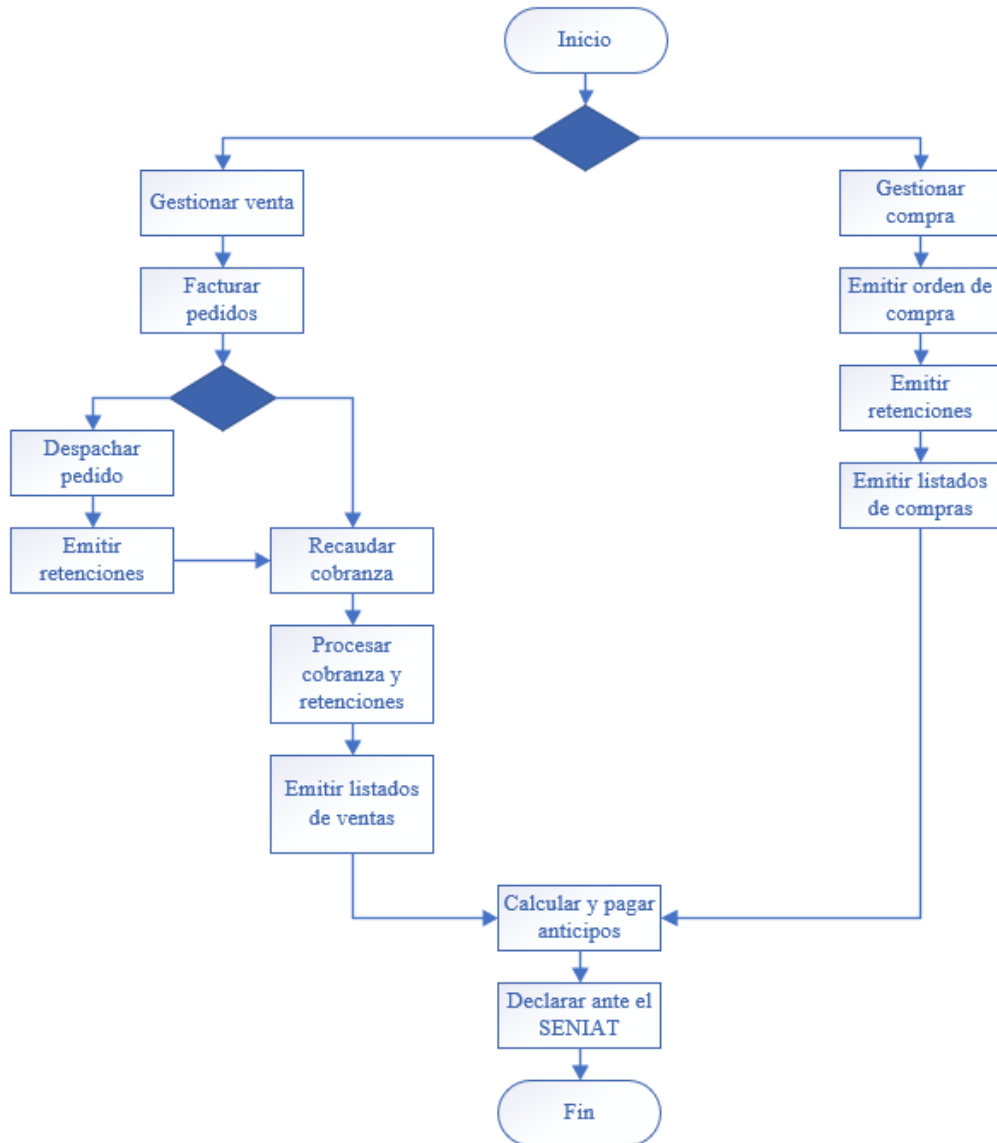 Inicio
Gestionar venta
Gestionar
compra
Facturar
pedidos
Emitir orden de
compra
Emitir
retenciones
Despachar
pedido
Emitir listados
de compras
Emitir
retenciones
Recaudar
cobranza
Procesar
cobranza y
retenciones
Emitir listados
de ventas
Calcular y pagar
anticipos
Declarar ante el
SENIAT
Fin